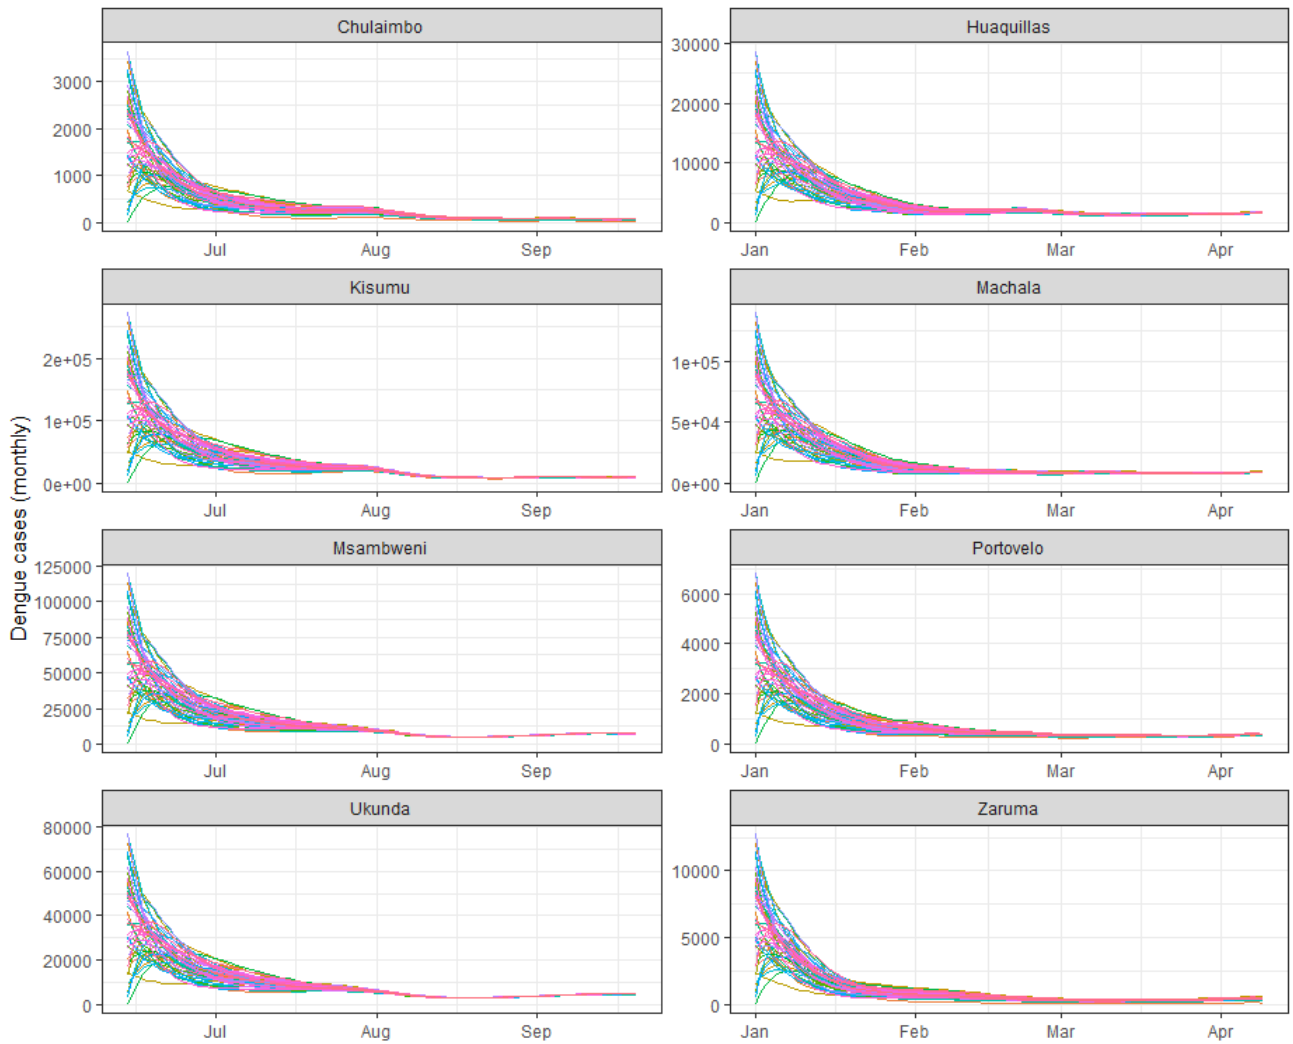 Dengue cases (monthly)
Chulaimbo
3000
2000
1000
0
Jul Aug Sep
Huaquillas
30000
20000
10000
0
Jan Feb Mar Apr
Kisumu
2e+05
1e+05
0e+00
Jul Aug Sep
Machala
1e+05
5e+04
0e+00
Jan Feb Mar Apr
Msambweni
125000
100000
75000
50000
25000
0
Jul Aug Sep
Portovelo
6000
4000
2000
0
Jan Feb Mar Apr
Ukunda
80000
60000
40000
20000
0
Jul Aug Sep
Zaruma
10000
5000
0
Jan Feb Mar Apr